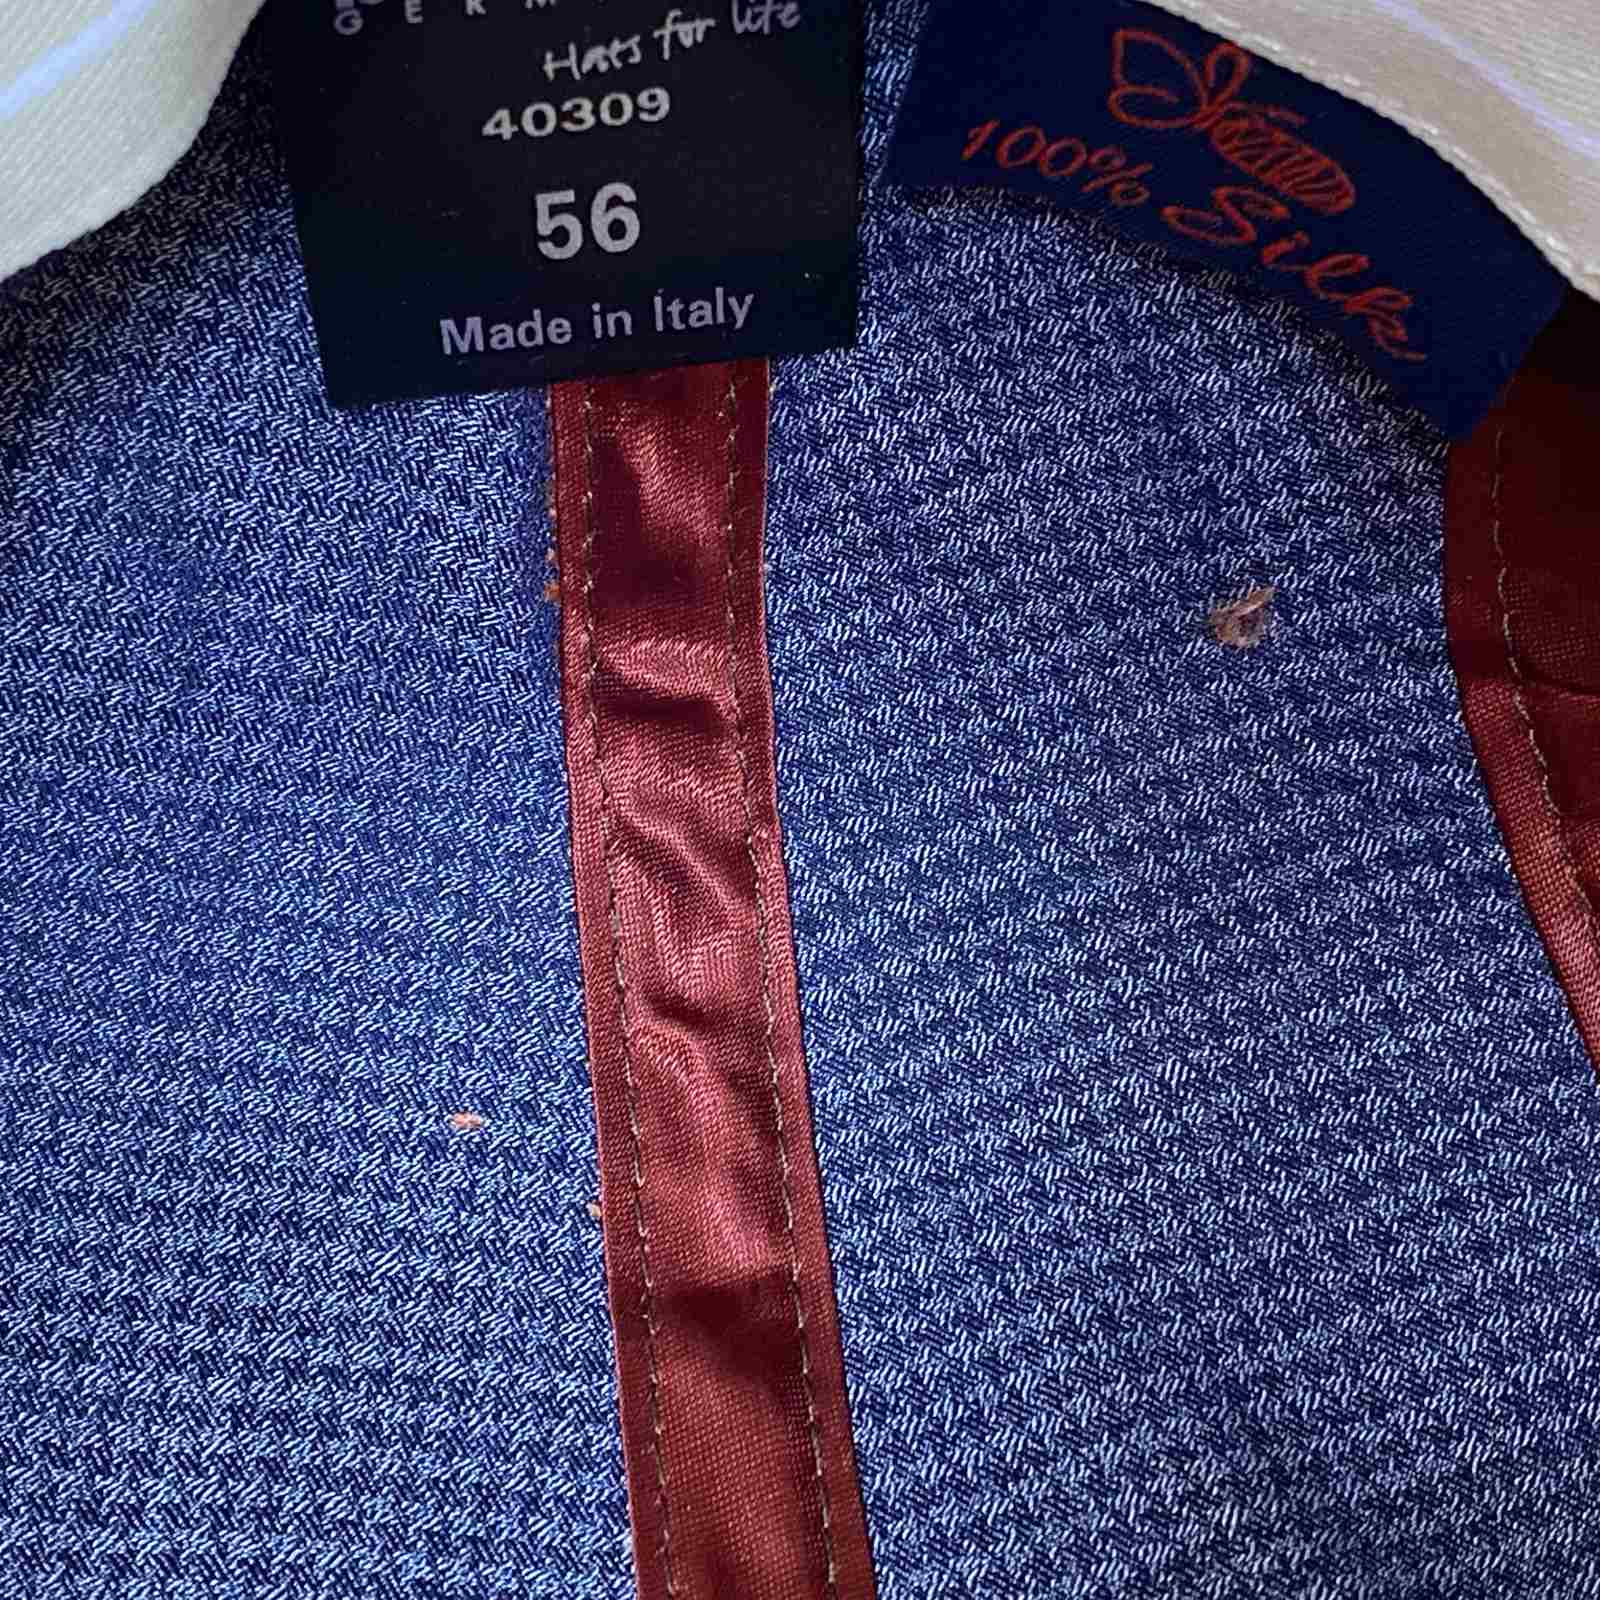 Hats for life
40309
56
Made in Italy
100% Silk